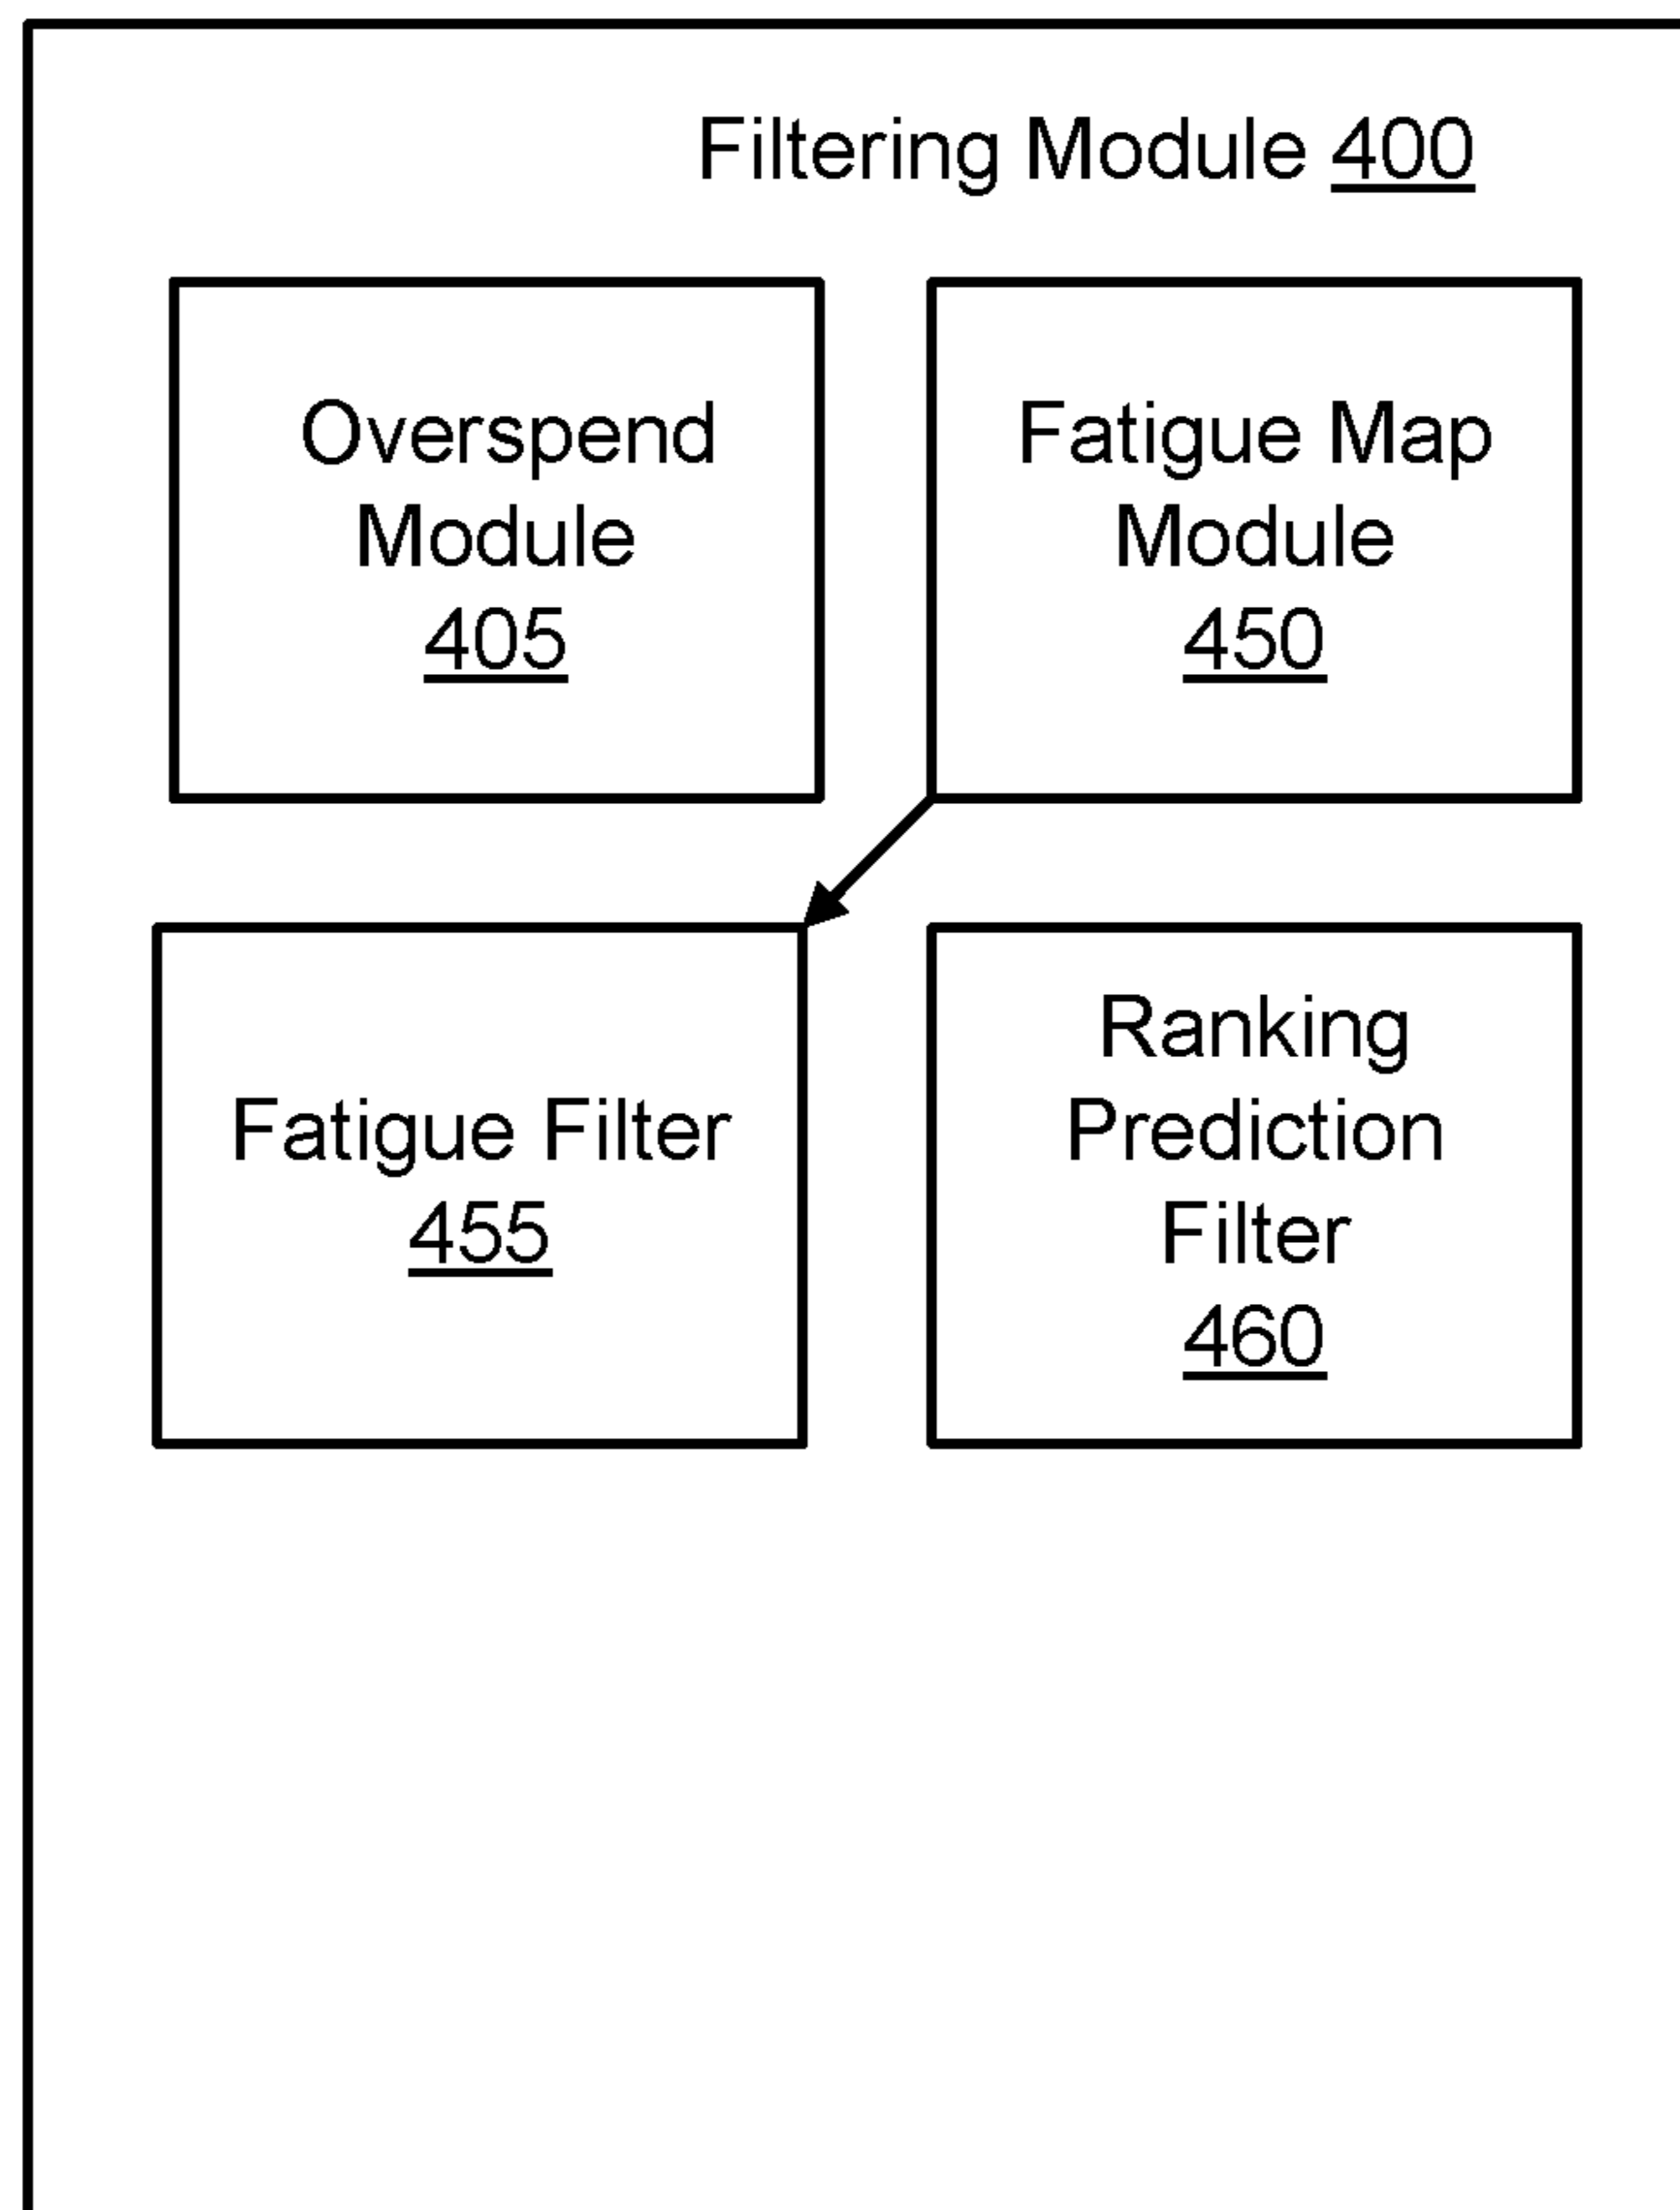 Filtering Module 400
Overspend
Module
405
Fatigue Map
Module
450
Fatigue Filter
455
Ranking
Prediction
Filter
460